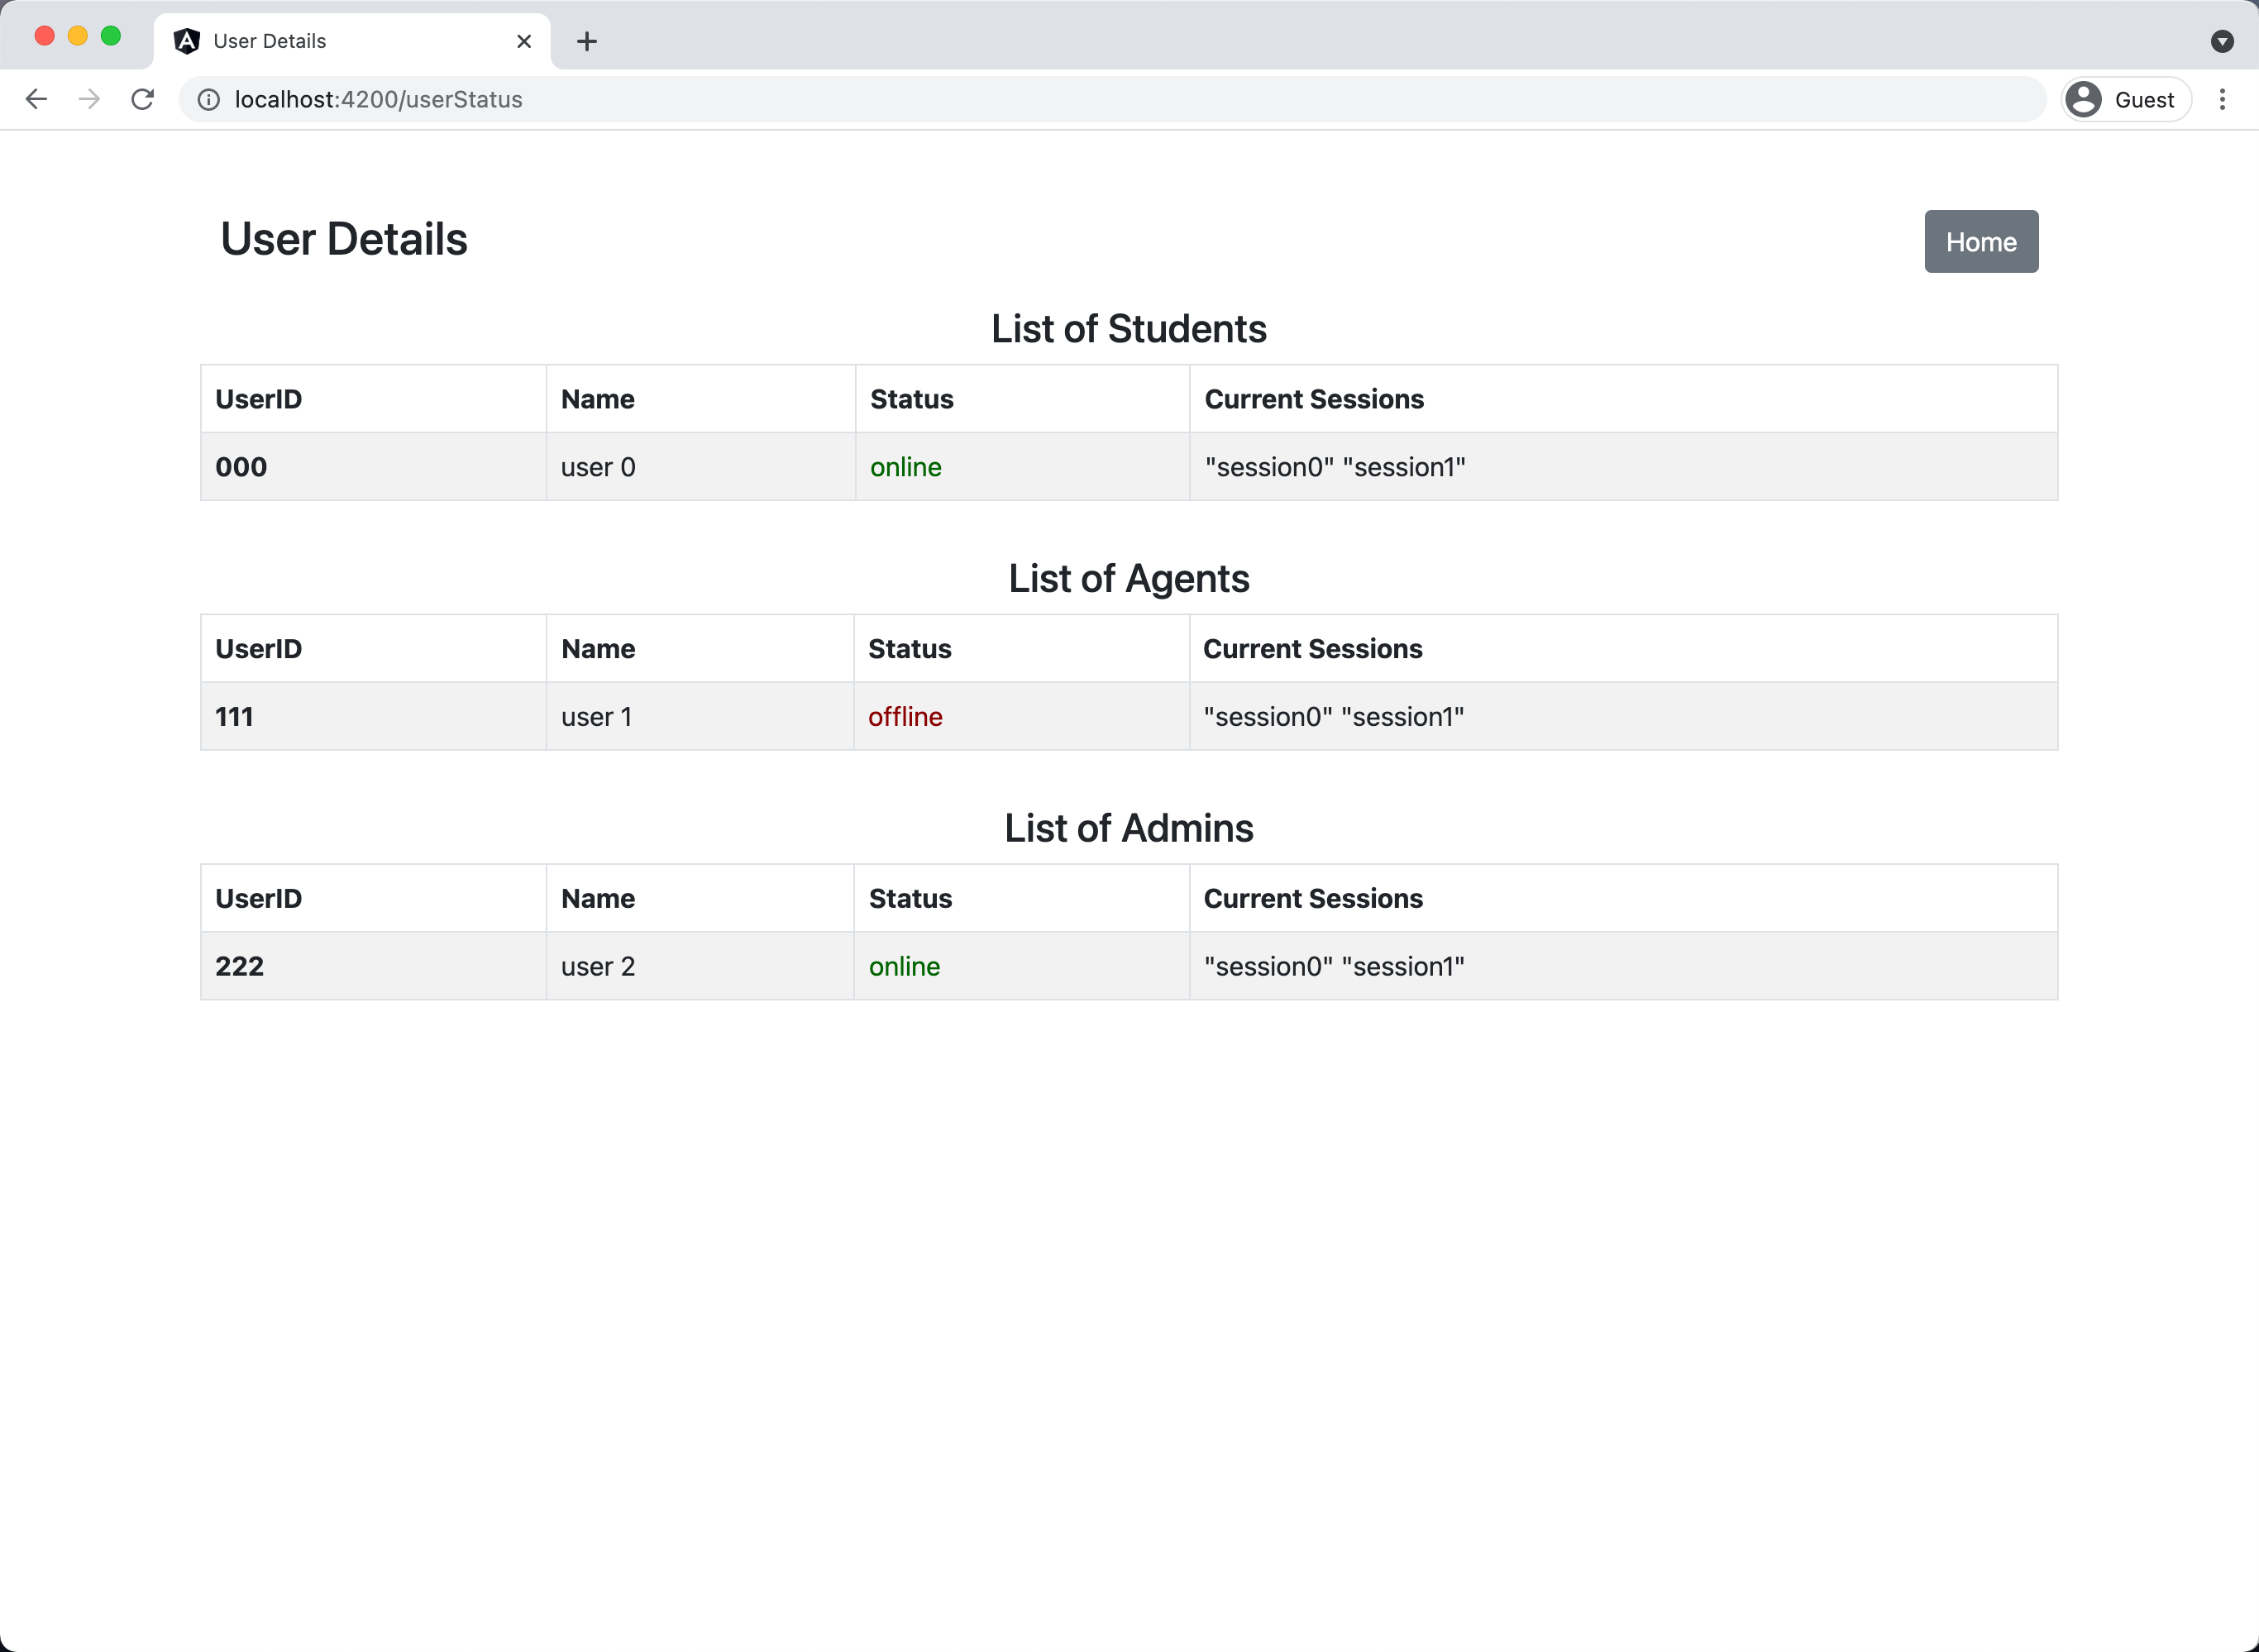 User Details
localhost:4200/userStatus
Guest
User Details
Home
List of Students
UserID Name Status Current Sessions
000 user 0 online "session0" "session1"
List of Agents
UserID Name Status Current Sessions
111 user 1 offline "session0" "session1"
List of Admins
UserID Name Status Current Sessions
222 user 2 online "session0" "session1"